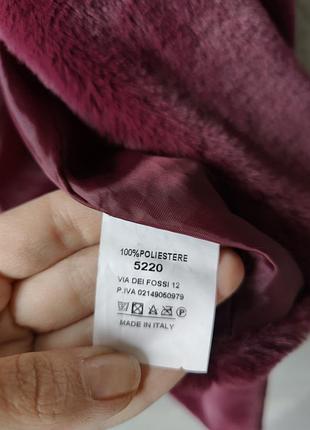 100%POLIESTERE
5220
VIA DEI FOSSI 12
P.IVA 02149060979
MADE IN ITALY